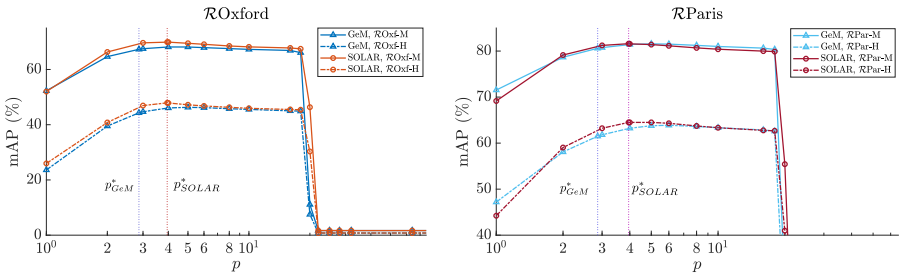 ℛOxford
mAP (%)
60
40
20
0
GeM, ℛOxf-M
GeM, ℛOxf-H
SOLAR, ℛOxf-M
SOLAR, ℛOxf-H
p*GeM
p*SOLAR
10⁰ 2 3 4 5 6 8 10¹
p
ℛParis
mAP (%)
80
70
60
50
40
GeM, ℛPar-M
GeM, ℛPar-H
SOLAR, ℛPar-M
SOLAR, ℛPar-H
p*GeM
p*SOLAR
10⁰ 2 3 4 5 6 8 10¹
p